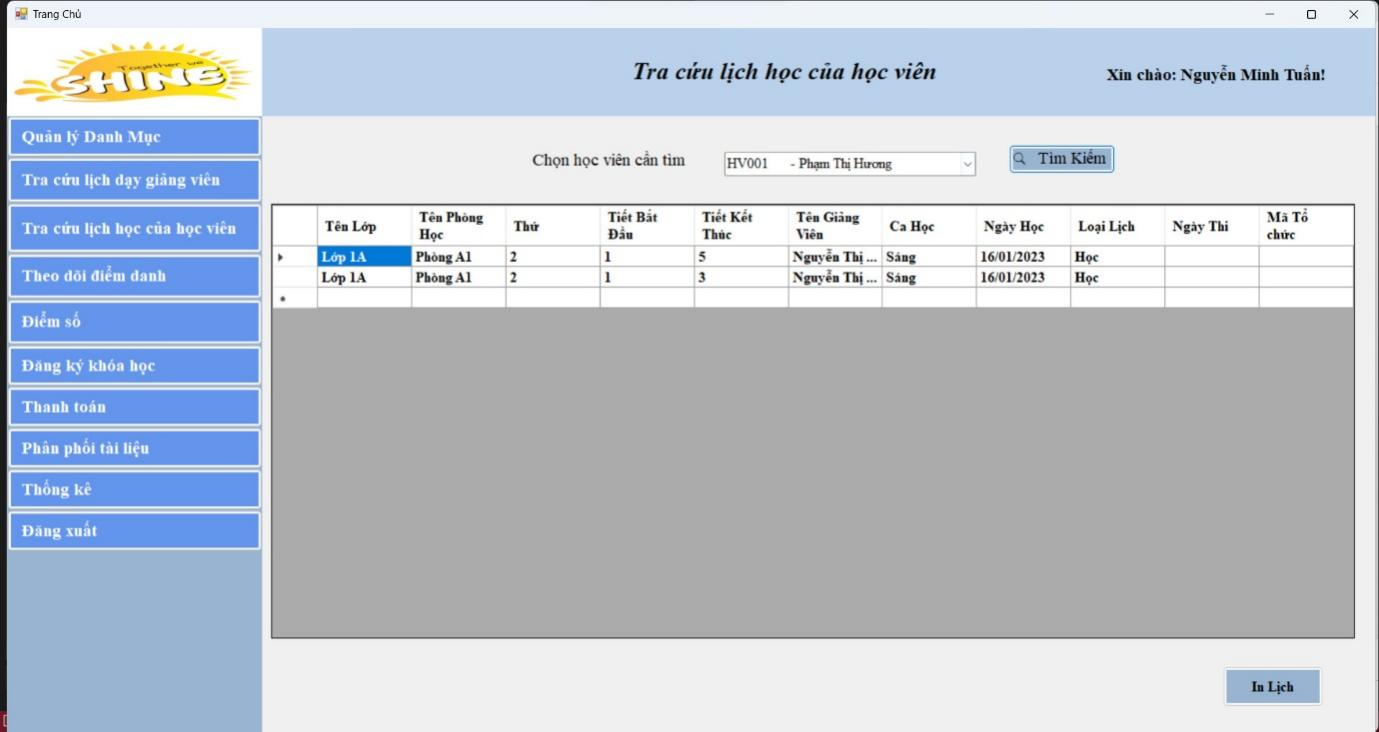 Trang Chủ
Together we
SHINE
Tra cứu lịch học của học viên
Xin chào: Nguyễn Minh Tuấn!
Quản lý Danh Mục
Tra cứu lịch dạy giảng viên
Tra cứu lịch học của học viên
Theo dõi điểm danh
Điểm số
Đăng ký khóa học
Thanh toán
Phân phối tài liệu
Thống kê
Đăng xuất
Chọn học viên cần tìm
HV001 - Phạm Thị Hương
Tìm Kiếm
Tên Lớp Tên Phòng Học Thứ Tiết Bắt Đầu Tiết Kết Thúc Tên Giảng Viên Ca Học Ngày Học Loại Lịch Ngày Thi Mã Tổ chức
Lớp 1A Phòng A1 2 1 5 Nguyễn Thị ... Sáng 16/01/2023 Học
Lớp 1A Phòng A1 2 1 3 Nguyễn Thị ... Sáng 16/01/2023 Học
In Lịch